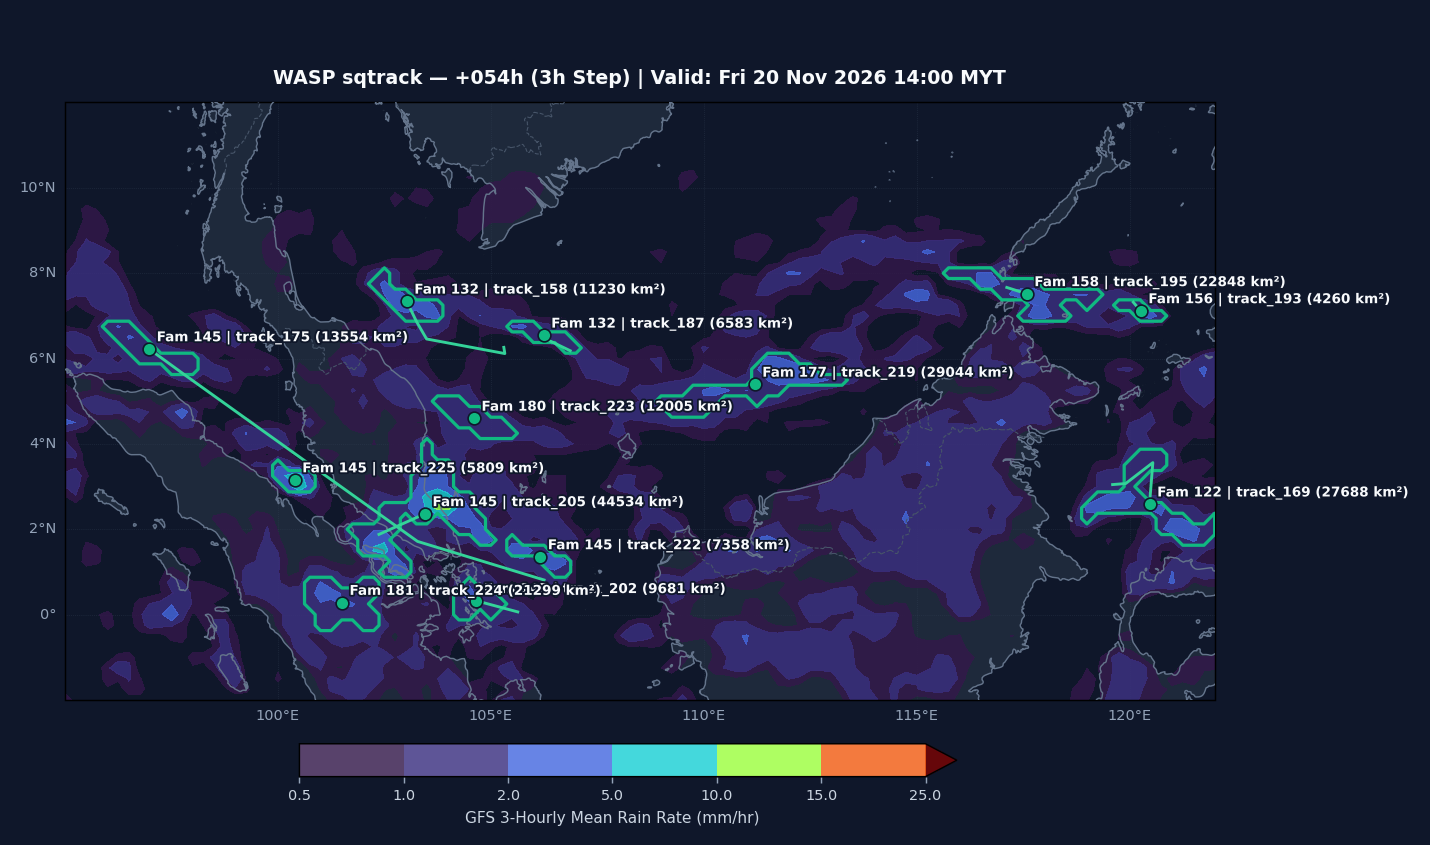 WASP sqtrack — +054h (3h Step) | Valid: Fri 20 Nov 2026 14:00 MYT
10°N
8°N
6°N
4°N
2°N
0°
Fam 158 | track_195 (22848 km²)
Fam 132 | track_158 (11230 km²)
Fam 156 | track_193 (4260 km²)
Fam 132 | track_187 (6583 km²)
Fam 145 | track_175 (13554 km²)
Fam 177 | track_219 (29044 km²)
Fam 180 | track_223 (12005 km²)
Fam 145 | track_225 (5809 km²)
Fam 122 | track_169 (27688 km²)
Fam 145 | track_205 (44534 km²)
Fam 145 | track_222 (7358 km²)
Fam 181 | track_224 (21299 km²)
_202 (9681 km²)
100°E
105°E
110°E
115°E
120°E
0.5
1.0
2.0
5.0
10.0
15.0
25.0
GFS 3-Hourly Mean Rain Rate (mm/hr)